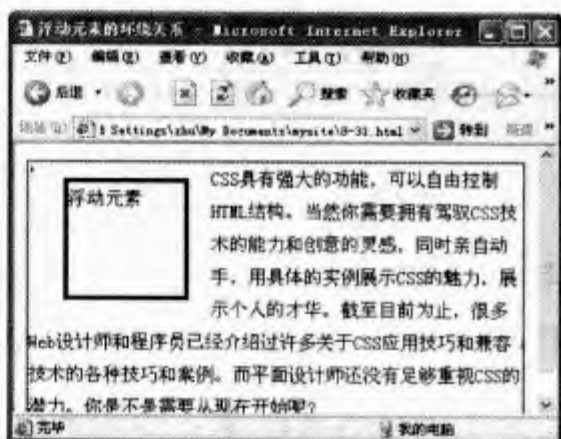 浮动元素的环绕关系 - Microsoft Internet Explorer
文件(F) 编辑(E) 查看(V) 收藏(A) 工具(T) 帮助(H)
后退 搜索 收藏夹
Settings\zhu\My Documents\mysite\8-31.html 转到
浮动元素
CSS具有强大的功能,可以自由控制
HTML结构。当然你需要拥有驾驭CSS技
术的能力和创意的灵感,同时亲自动
手,用具体的实例展示CSS的魅力,展
示个人的才华。截至目前为止,很多
Web设计师和程序员已经介绍过许多关于CSS应用技巧和兼容
技术的各种技巧和案例。而平面设计师还没有足够重视CSS的
潜力。你是不是需要从现在开始呢?
完毕 我的电脑